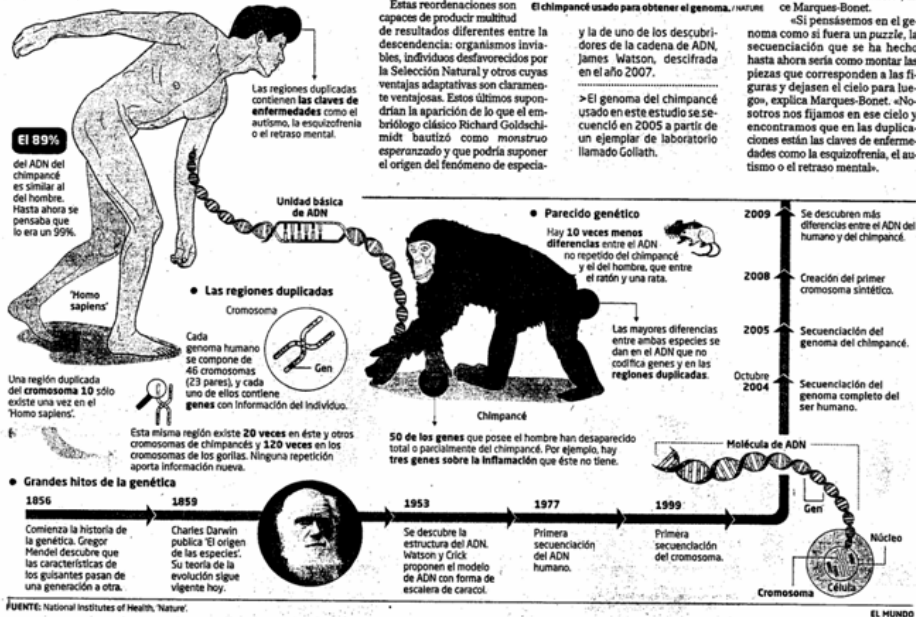 Estas reordenaciones son
capaces de producir multitud
de resultados diferentes entre la
descendencia: organismos invia-
bles, individuos desfavorecidos por
la Selección Natural y otros cuyas
ventajas adaptativas son claramen-
te ventajosas. Estos últimos supon-
drían la aparición de lo que el em-
briólogo clásico Richard Goldschi-
midt bautizó como monstruo
esperanzado y que podría suponer
el origen del fenómeno de especia-
El chimpancé usado para obtener el genoma. / NATURE
y la de uno de los descubri-
dores de la cadena de ADN,
James Watson, descifrada
en el año 2007.
>El genoma del chimpancé
usado en este estudio se se-
cuenció en 2005 a partir de
un ejemplar de laboratorio
llamado Goliath.
ce Marques-Bonet.
«Si pensásemos en el ge-
noma como si fuera un puzzle, la
secuenciación que se ha hecho
hasta ahora sería como montar las
piezas que corresponden a las fi-
guras y dejasen el cielo para lue-
go», explica Marques-Bonet. «No-
sotros nos fijamos en ese cielo y
encontramos que en las duplica-
ciones están las claves de enferme-
dades como la esquizofrenia, el au-
tismo o el retraso mental».
Las regiones duplicadas
contienen las claves de
enfermedades como el
autismo, la esquizofrenia
o el retraso mental.
El 89%
del ADN del
chimpancé
es similar al
del hombre.
Hasta ahora se
pensaba que
lo era un 99%.
'Homo
sapiens'
Unidad básica
de ADN
• Las regiones duplicadas
Cromosoma
Cada
genoma humano
se compone de
46 cromosomas
(23 pares), y cada
uno de ellos contiene
genes con información del individuo.
Gen
Una región duplicada
del cromosoma 10 sólo
existe una vez en el
'Homo sapiens'.
Esta misma región existe 20 veces en éste y otros
cromosomas de chimpancés y 120 veces en los
cromosomas de los gorilas. Ninguna repetición
aporta información nueva.
• Parecido genético
Hay 10 veces menos
diferencias entre el ADN
no repetido del chimpancé
y el del hombre, que entre
el ratón y una rata.
Las mayores diferencias
entre ambas especies se
dan en el ADN que no
codifica genes y en las
regiones duplicadas.
Chimpancé
50 de los genes que posee el hombre han desaparecido
total o parcialmente del chimpancé. Por ejemplo, hay
tres genes sobre la inflamación que éste no tiene.
2009
Se descubren más
diferencias entre el ADN del
humano y del chimpancé.
2008
Creación del primer
cromosoma sintético.
2005
Secuenciación del
genoma del chimpancé.
Octubre
2004
Secuenciación del
genoma completo del
ser humano.
Molécula de ADN
Gen
Núcleo
Célula
Cromosoma
• Grandes hitos de la genética
1856
Comienza la historia de
la genética. Gregor
Mendel descubre que
las características de
los guisantes pasan de
una generación a otra.
1859
Charles Darwin
publica 'El origen
de las especies'.
Su teoría de la
evolución sigue
vigente hoy.
1953
Se descubre la
estructura del ADN.
Watson y Crick
proponen el modelo
de ADN con forma de
escalera de caracol.
1977
Primera
secuenciación
del ADN
humano.
1999
Primera
secuenciación
del cromosoma.
FUENTE: National Institutes of Health, 'Nature'.
EL MUNDO